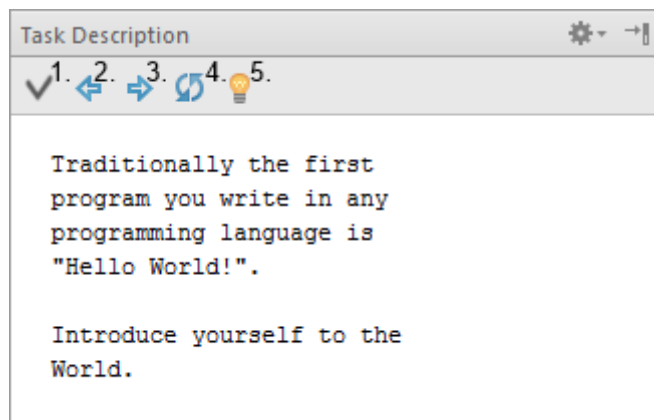 Task Description
1. 2. 3. 4. 5.
Traditionally the first
program you write in any
programming language is
"Hello World!".
Introduce yourself to the
World.